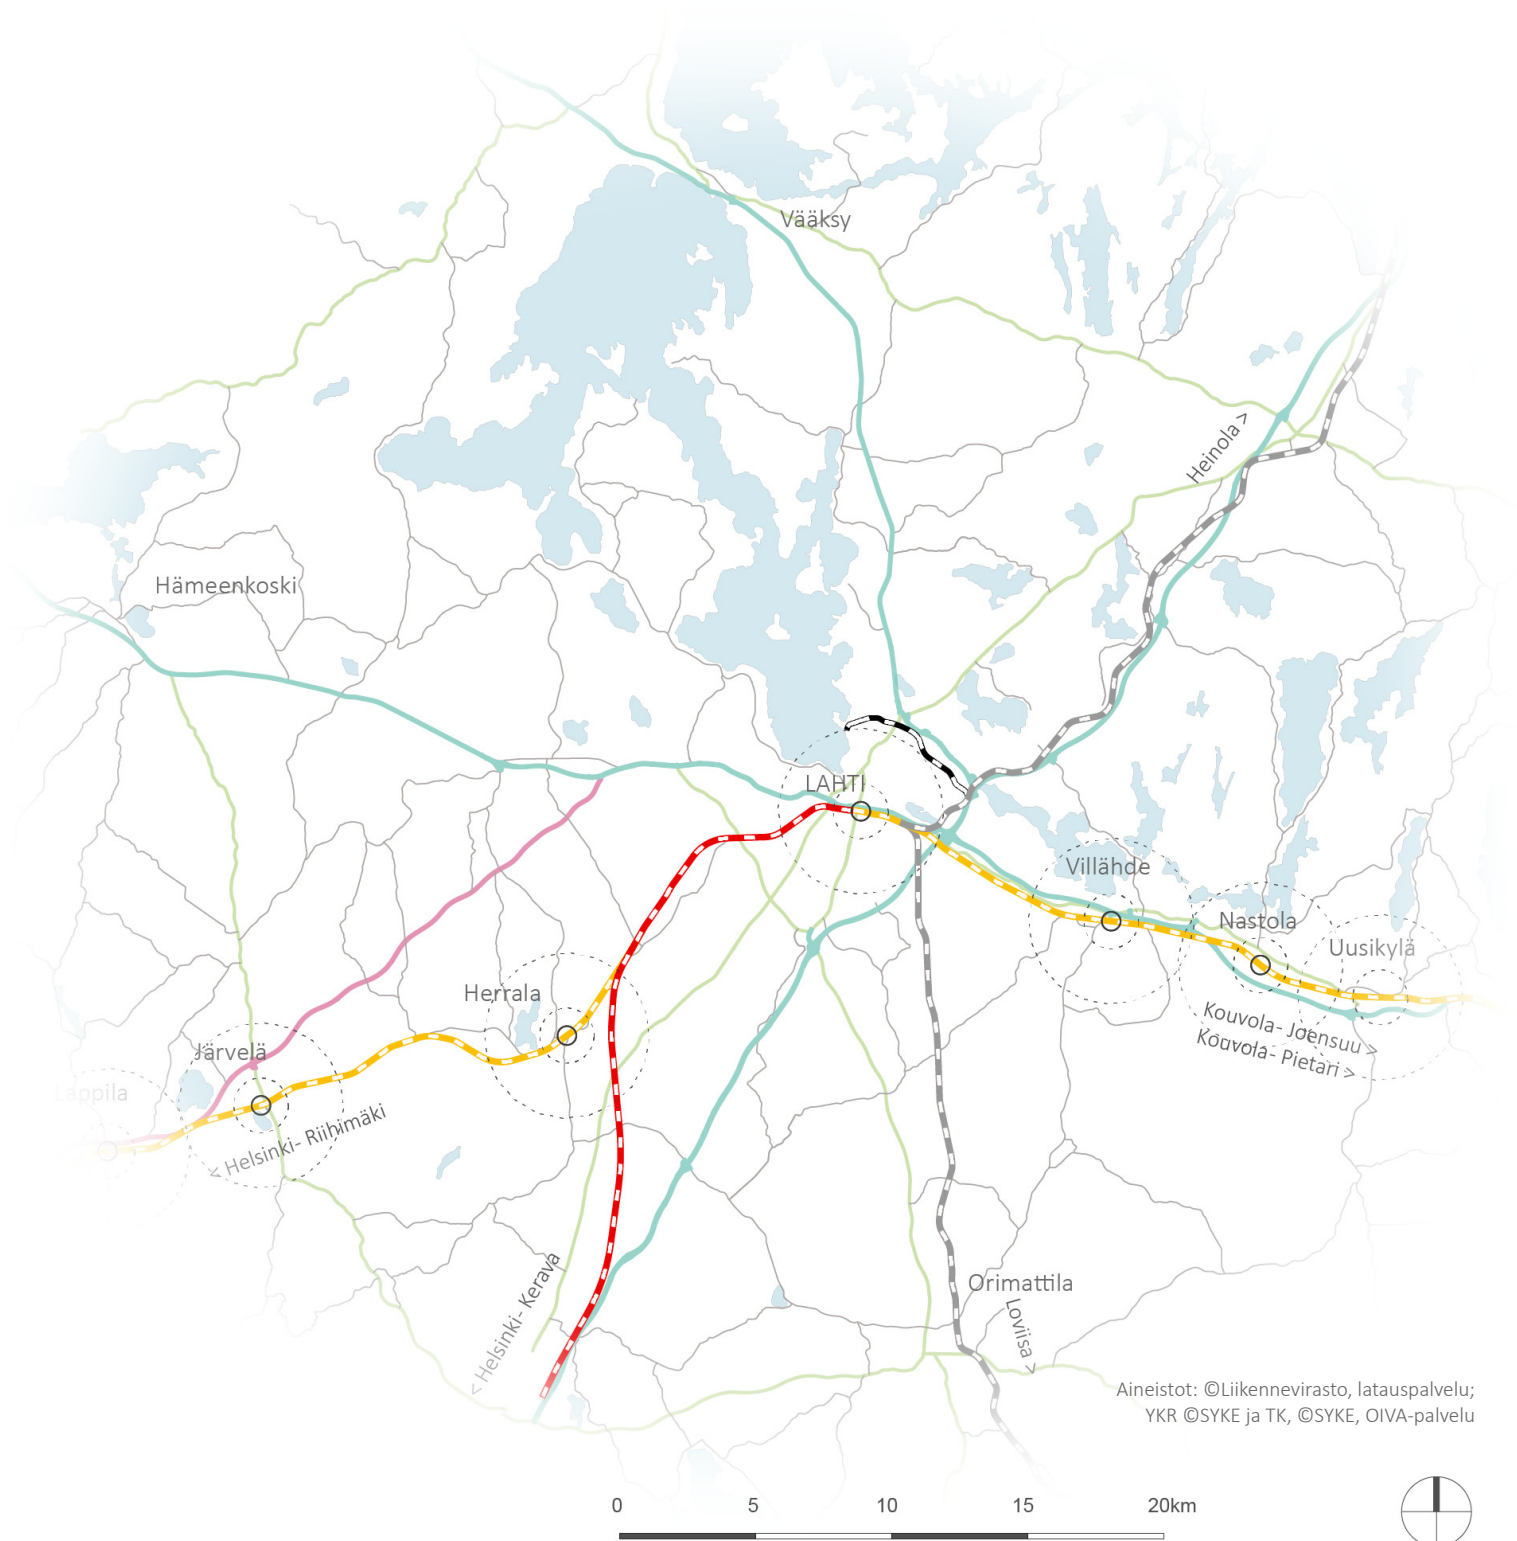 Vääksy
Heinola >
Hämeenkoski
LAHTI
Villähde
Nastola
Uusikylä
Herrala
Kouvola- Joensuu >
Kouvola- Pietari >
Järvelä
Lappila
< Helsinki- Riihimäki
< Helsinki- Kerava
Orimattila
Loviisa >
Aineistot: ©Liikennevirasto, latauspalvelu;
YKR ©SYKE ja TK, ©SYKE, OIVA-palvelu
0 5 10 15 20km